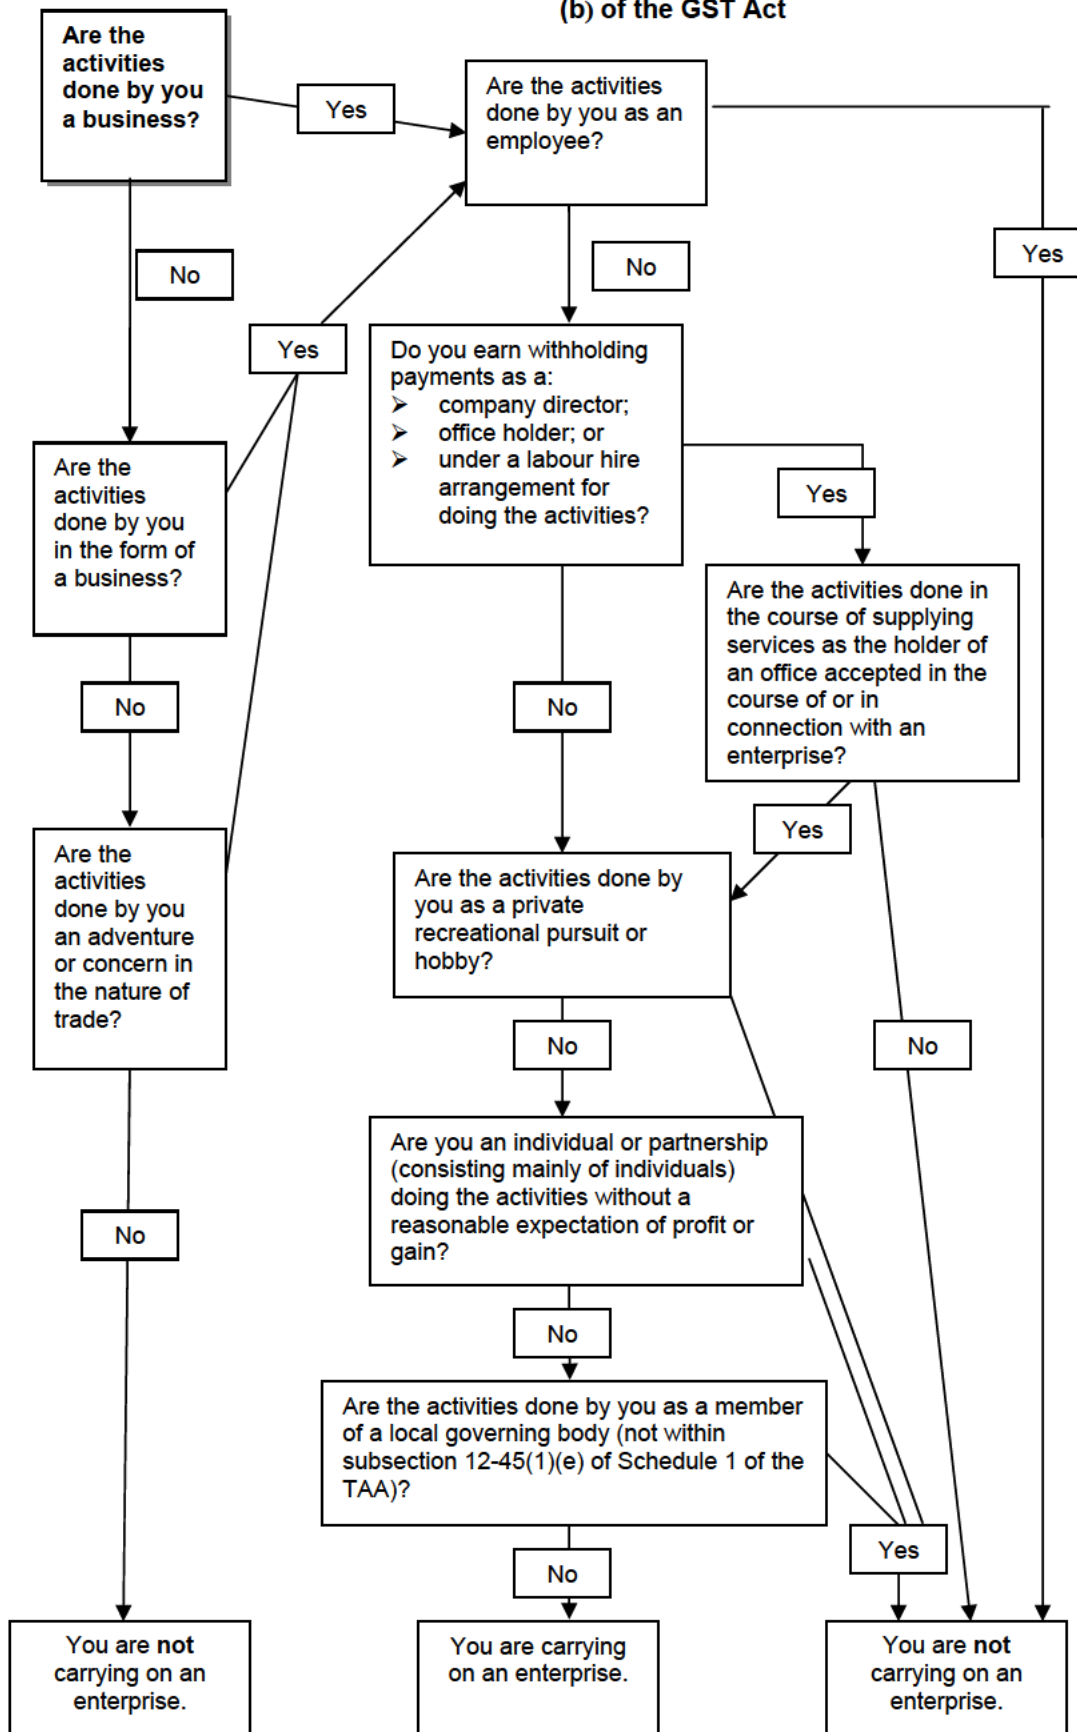 (b) of the GST Act
Are the
activities
done by you
a business?
Yes
Are the activities
done by you as an
employee?
Yes
No
No
Yes
Do you earn withholding
payments as a:
➢ company director;
➢ office holder; or
➢ under a labour hire
arrangement for
doing the activities?
Yes
Are the
activities
done by you
in the form of
a business?
Are the activities done in
the course of supplying
services as the holder of
an office accepted in the
course of or in
connection with an
enterprise?
No
No
Yes
Are the
activities
done by you
an adventure
or concern in
the nature of
trade?
Are the activities done by
you as a private
recreational pursuit or
hobby?
No
No
Are you an individual or partnership
(consisting mainly of individuals)
doing the activities without a
reasonable expectation of profit or
gain?
No
No
Are the activities done by you as a member
of a local governing body (not within
subsection 12-45(1)(e) of Schedule 1 of the
TAA)?
Yes
No
You are not
carrying on an
enterprise.
You are carrying
on an enterprise.
You are not
carrying on an
enterprise.